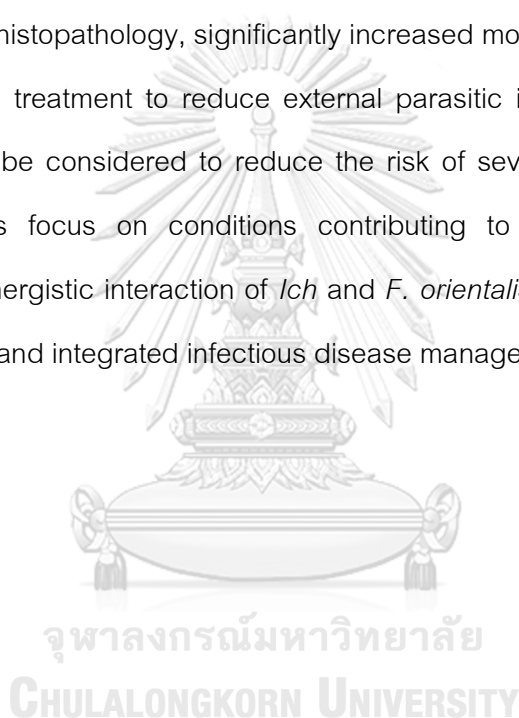 histopathology, significantly increased mo
treatment to reduce external parasitic i
be considered to reduce the risk of sev
s focus on conditions contributing to
nergistic interaction of Ich and F. orientali
and integrated infectious disease manage
จุฬาลงกรณ์มหาวิทยาลัย
CHULALONGKORN UNIVERSITY